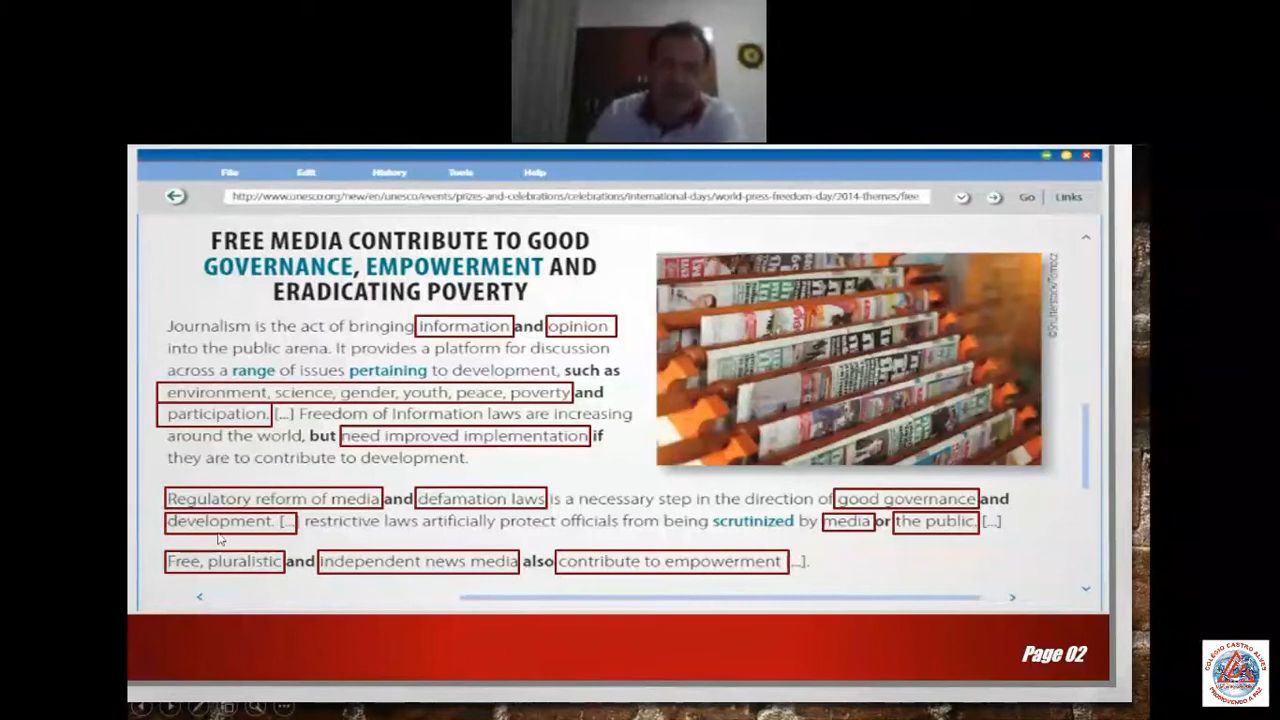 File Edit History Tools Help
http://www.unesco.org/new/en/unesco/events/prizes-and-celebrations/celebrations/international-days/world-press-freedom-day/2014-themes/free
Go Links
FREE MEDIA CONTRIBUTE TO GOOD
GOVERNANCE, EMPOWERMENT AND
ERADICATING POVERTY
Journalism is the act of bringing information and opinion
into the public arena. It provides a platform for discussion
across a range of issues pertaining to development, such as
environment, science, gender, youth, peace, poverty and
participation. [...] Freedom of Information laws are increasing
around the world, but need improved implementation if
they are to contribute to development.
Regulatory reform of media and defamation laws is a necessary step in the direction of good governance and
development. [...] restrictive laws artificially protect officials from being scrutinized by media or the public. [...]
Free, pluralistic and independent news media also contribute to empowerment [...].
Page 02
COLÉGIO CASTRO ALVES
PROMOVENDO A PAZ